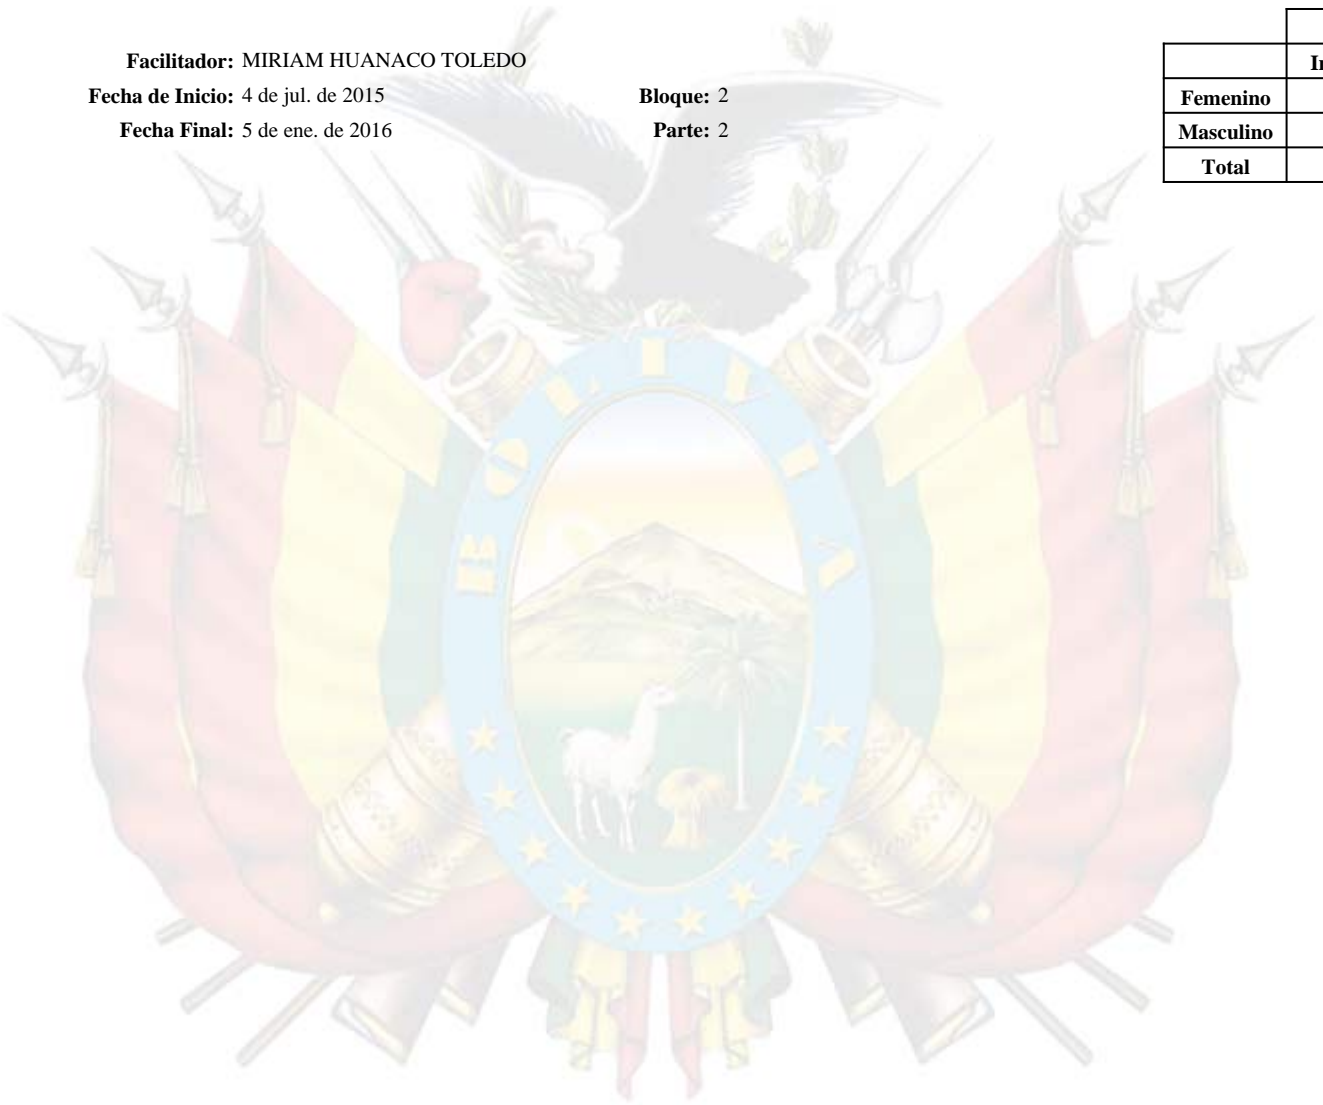 Facilitador: MIRIAM HUANACO TOLEDO
Fecha de Inicio: 4 de jul. de 2015 Bloque: 2
Fecha Final: 5 de ene. de 2016 Parte: 2
Femenino
Masculino
Total
BOLIVIA